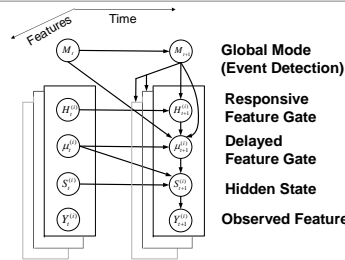 Features
Time
M_t
M_{t+1}
Global Mode
(Event Detection)
H_t^{(i)}
H_{t+1}^{(i)}
Responsive
Feature Gate
μ_t^{(i)}
μ_{t+1}^{(i)}
Delayed
Feature Gate
S_t^{(i)}
S_{t+1}^{(i)}
Hidden State
Y_t^{(i)}
Y_{t+1}^{(i)}
Observed Feature